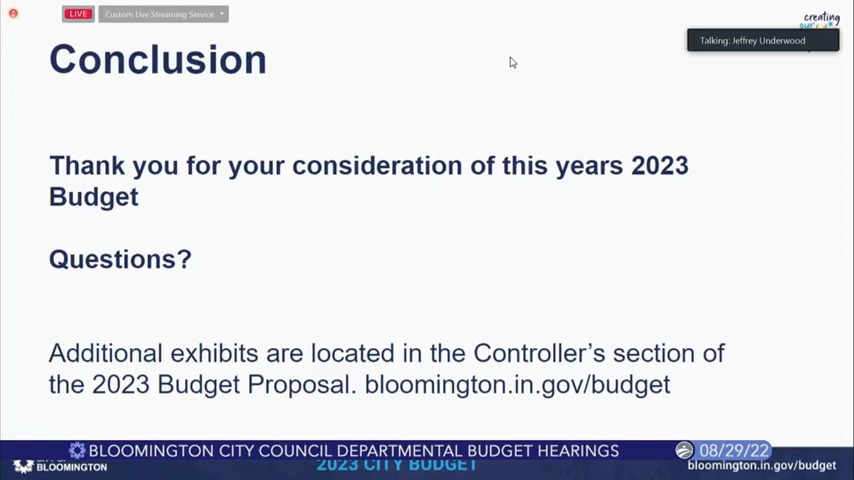 LIVE
Custom Live Streaming Service
creating
Talking: Jeffrey Underwood
Conclusion
Thank you for your consideration of this years 2023
Budget
Questions?
Additional exhibits are located in the Controller's section of
the 2023 Budget Proposal. bloomington.in.gov/budget
BLOOMINGTON CITY COUNCIL DEPARTMENTAL BUDGET HEARINGS
08/29/22
BLOOMINGTON
2023 CITY BUDGET
bloomington.in.gov/budget